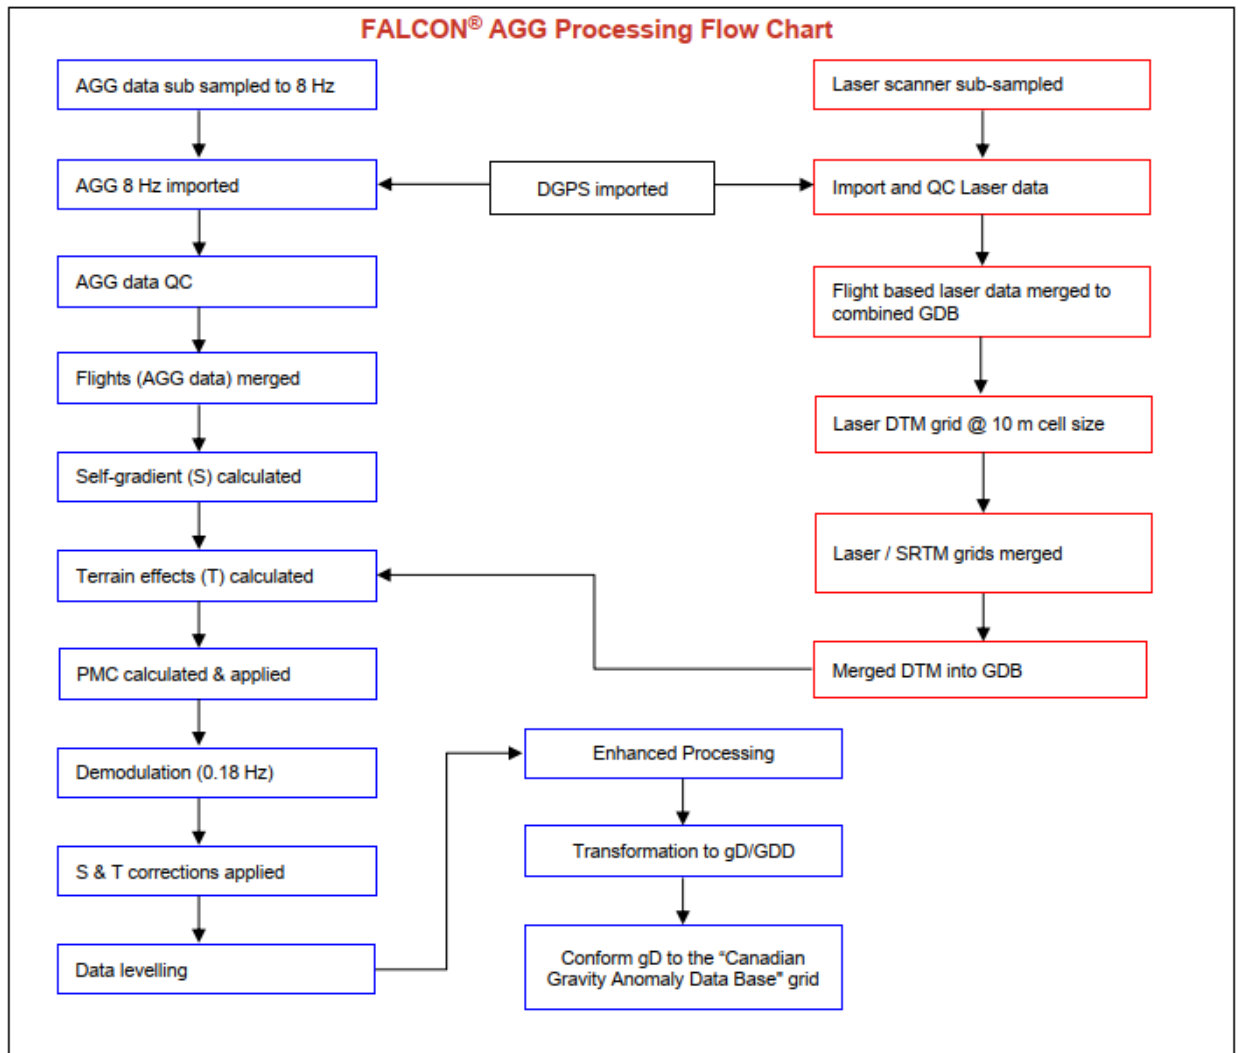 FALCON® AGG Processing Flow Chart
AGG data sub sampled to 8 Hz
AGG 8 Hz imported
AGG data QC
Flights (AGG data) merged
Self-gradient (S) calculated
Terrain effects (T) calculated
PMC calculated & applied
Demodulation (0.18 Hz)
S & T corrections applied
Data levelling
DGPS imported
Laser scanner sub-sampled
Import and QC Laser data
Flight based laser data merged to
combined GDB
Laser DTM grid @ 10 m cell size
Laser / SRTM grids merged
Merged DTM into GDB
Enhanced Processing
Transformation to gD/GDD
Conform gD to the “Canadian
Gravity Anomaly Data Base" grid